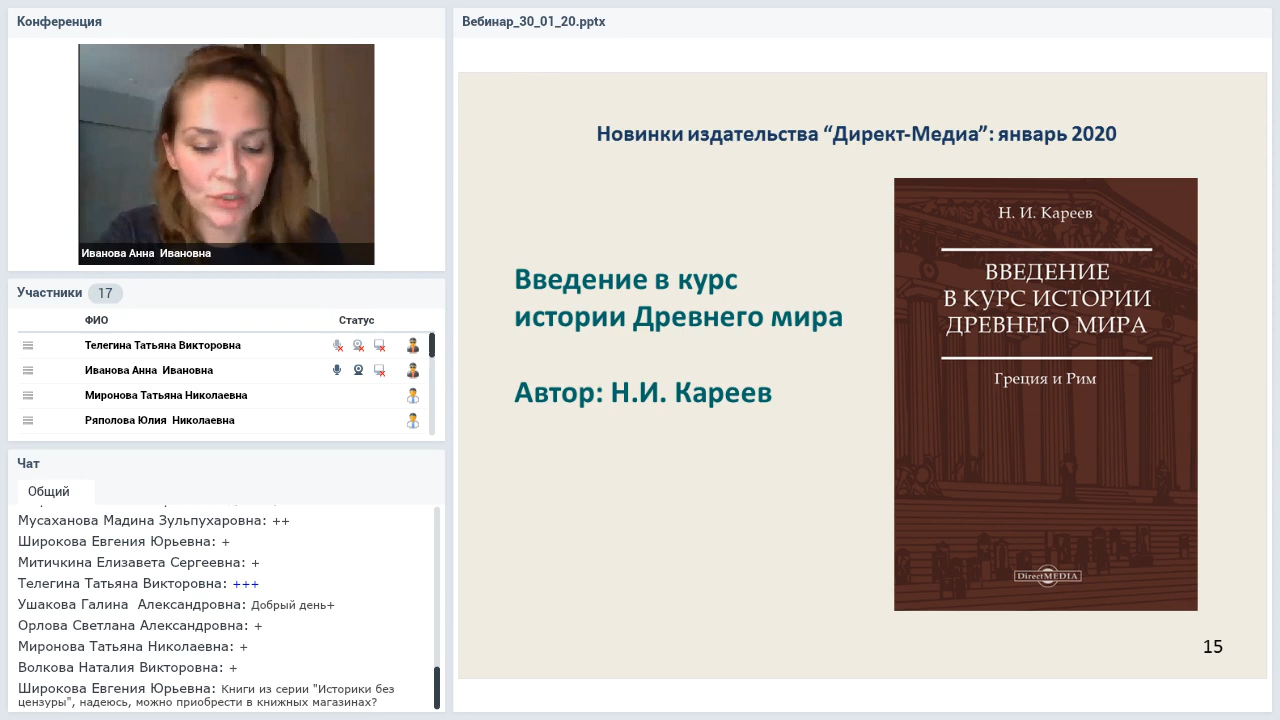 Конференция
Иванова Анна  Ивановна
Участники 17
ФИО Статус
Телегина Татьяна Викторовна
Иванова Анна  Ивановна
Миронова Татьяна Николаевна
Ряполова Юлия  Николаевна
Чат
Общий
Мусаханова Мадина Зульпухаровна: ++
Широкова Евгения Юрьевна: +
Митичкина Елизавета Сергеевна: +
Телегина Татьяна Викторовна: +++
Ушакова Галина  Александровна: Добрый день+
Орлова Светлана Александровна: +
Миронова Татьяна Николаевна: +
Волкова Наталия Викторовна: +
Широкова Евгения Юрьевна: Книги из серии "Историки без
цензуры", надеюсь, можно приобрести в книжных магазинах?
Вебинар_30_01_20.pptx
Новинки издательства “Директ-Медиа”: январь 2020
Введение в курс
истории Древнего мира
Автор: Н.И. Кареев
Н. И. Кареев
ВВЕДЕНИЕ
В КУРС ИСТОРИИ
ДРЕВНЕГО МИРА
Греция и Рим
DirectMEDIA
15